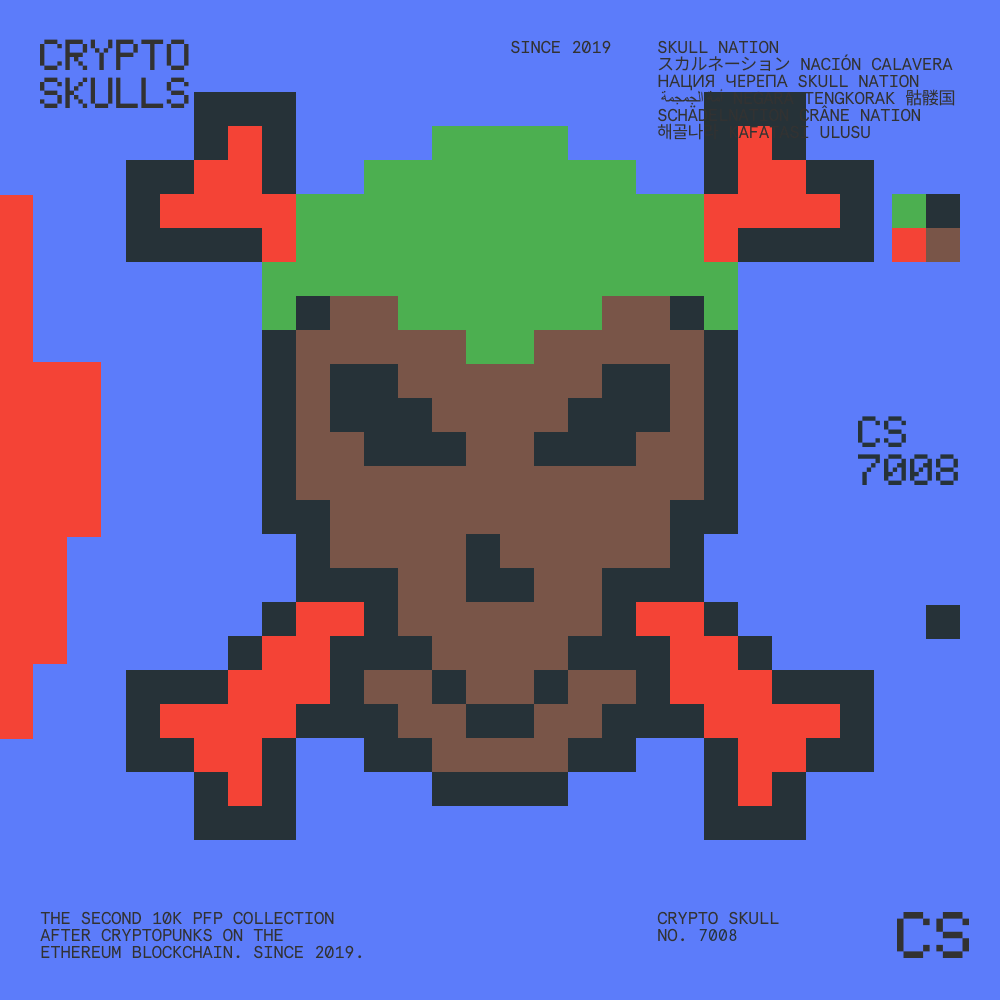 CRYPTO
SKULLS
SINCE 2019
SKULL NATION
スカルネーション NACIÓN CALAVERA
НАЦИЯ ЧЕРЕПА SKULL NATION
الجمجمة TENGKORAK 骷髅国
CRÂNE NATION
해골나 ULUSU
CS
7008
THE SECOND 10K PFP COLLECTION
AFTER CRYPTOPUNKS ON THE
ETHEREUM BLOCKCHAIN. SINCE 2019.
CRYPTO SKULL
NO. 7008
CS